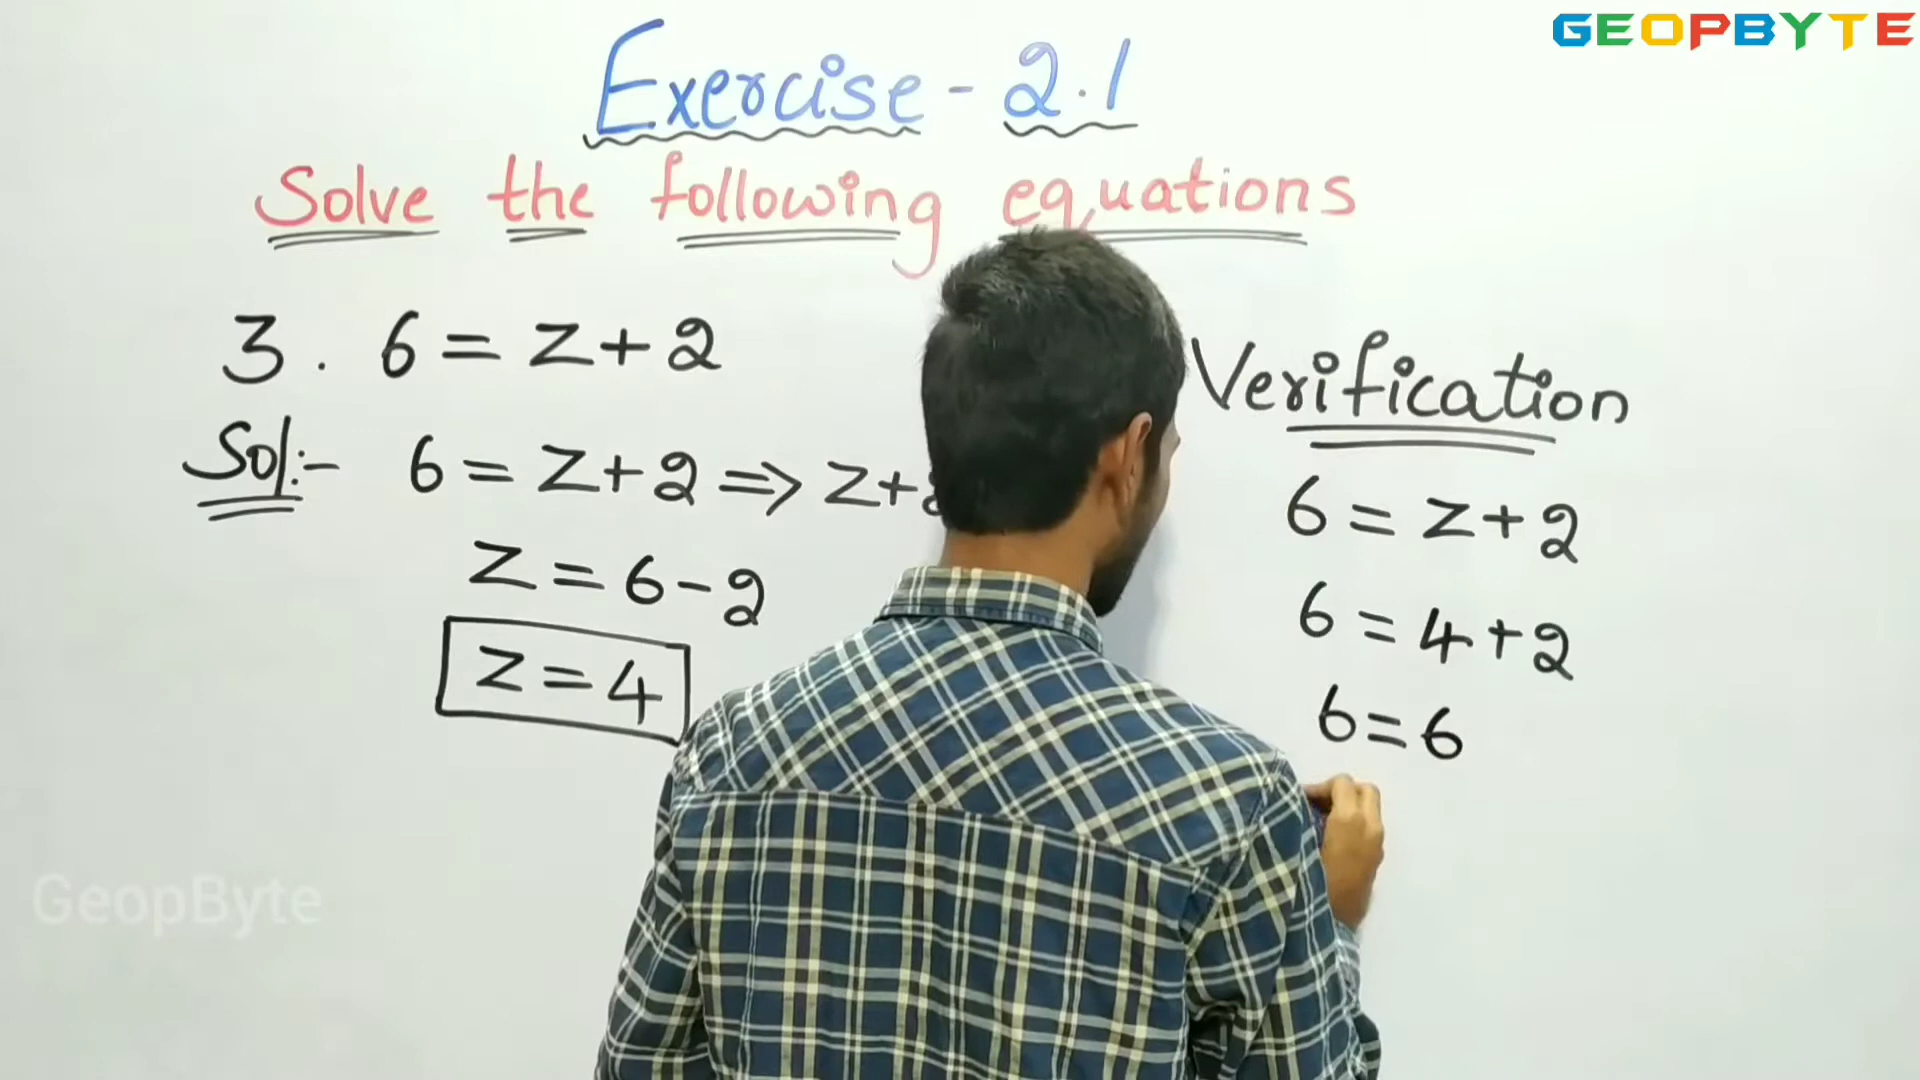 GEOPBYTE
Exercise - 2.1
Solve the following equations
3. 6 = z + 2
Sol:- 6 = z + 2 => z +
z = 6 - 2
z = 4
Verification
6 = z + 2
6 = 4 + 2
6 = 6
GeopByte